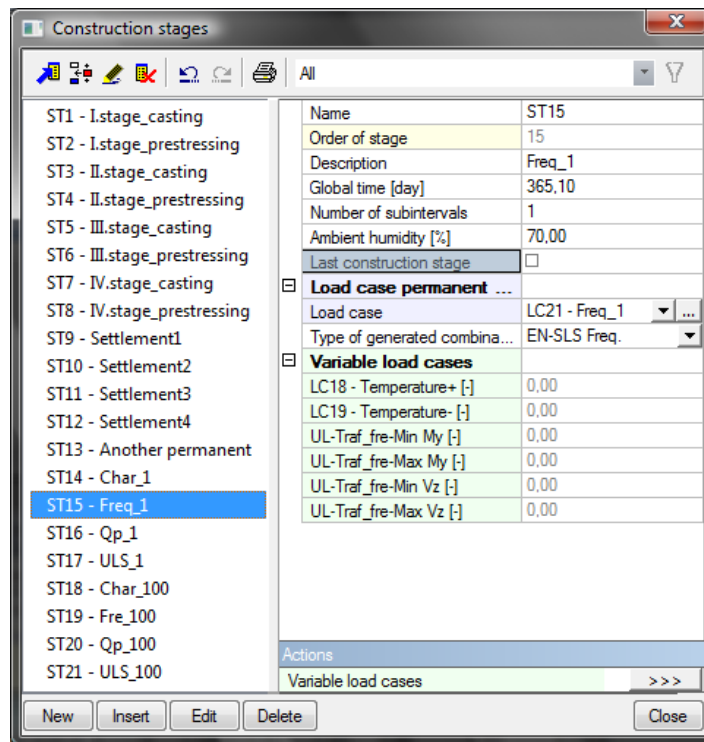 Construction stages
All
ST1 - I.stage_casting
ST2 - I.stage_prestressing
ST3 - II.stage_casting
ST4 - II.stage_prestressing
ST5 - III.stage_casting
ST6 - III.stage_prestressing
ST7 - IV.stage_casting
ST8 - IV.stage_prestressing
ST9 - Settlement1
ST10 - Settlement2
ST11 - Settlement3
ST12 - Settlement4
ST13 - Another permanent
ST14 - Char_1
ST15 - Freq_1
ST16 - Qp_1
ST17 - ULS_1
ST18 - Char_100
ST19 - Fre_100
ST20 - Qp_100
ST21 - ULS_100
Name ST15
Order of stage 15
Description Freq_1
Global time [day] 365,10
Number of subintervals 1
Ambient humidity [%] 70,00
Last construction stage
Load case permanent ...
Load case LC21 - Freq_1 ...
Type of generated combina... EN-SLS Freq.
Variable load cases
LC18 - Temperature+ [-] 0,00
LC19 - Temperature- [-] 0,00
UL-Traf_fre-Min My [-] 0,00
UL-Traf_fre-Max My [-] 0,00
UL-Traf_fre-Min Vz [-] 0,00
UL-Traf_fre-Max Vz [-] 0,00
Actions
Variable load cases >>>
New Insert Edit Delete Close